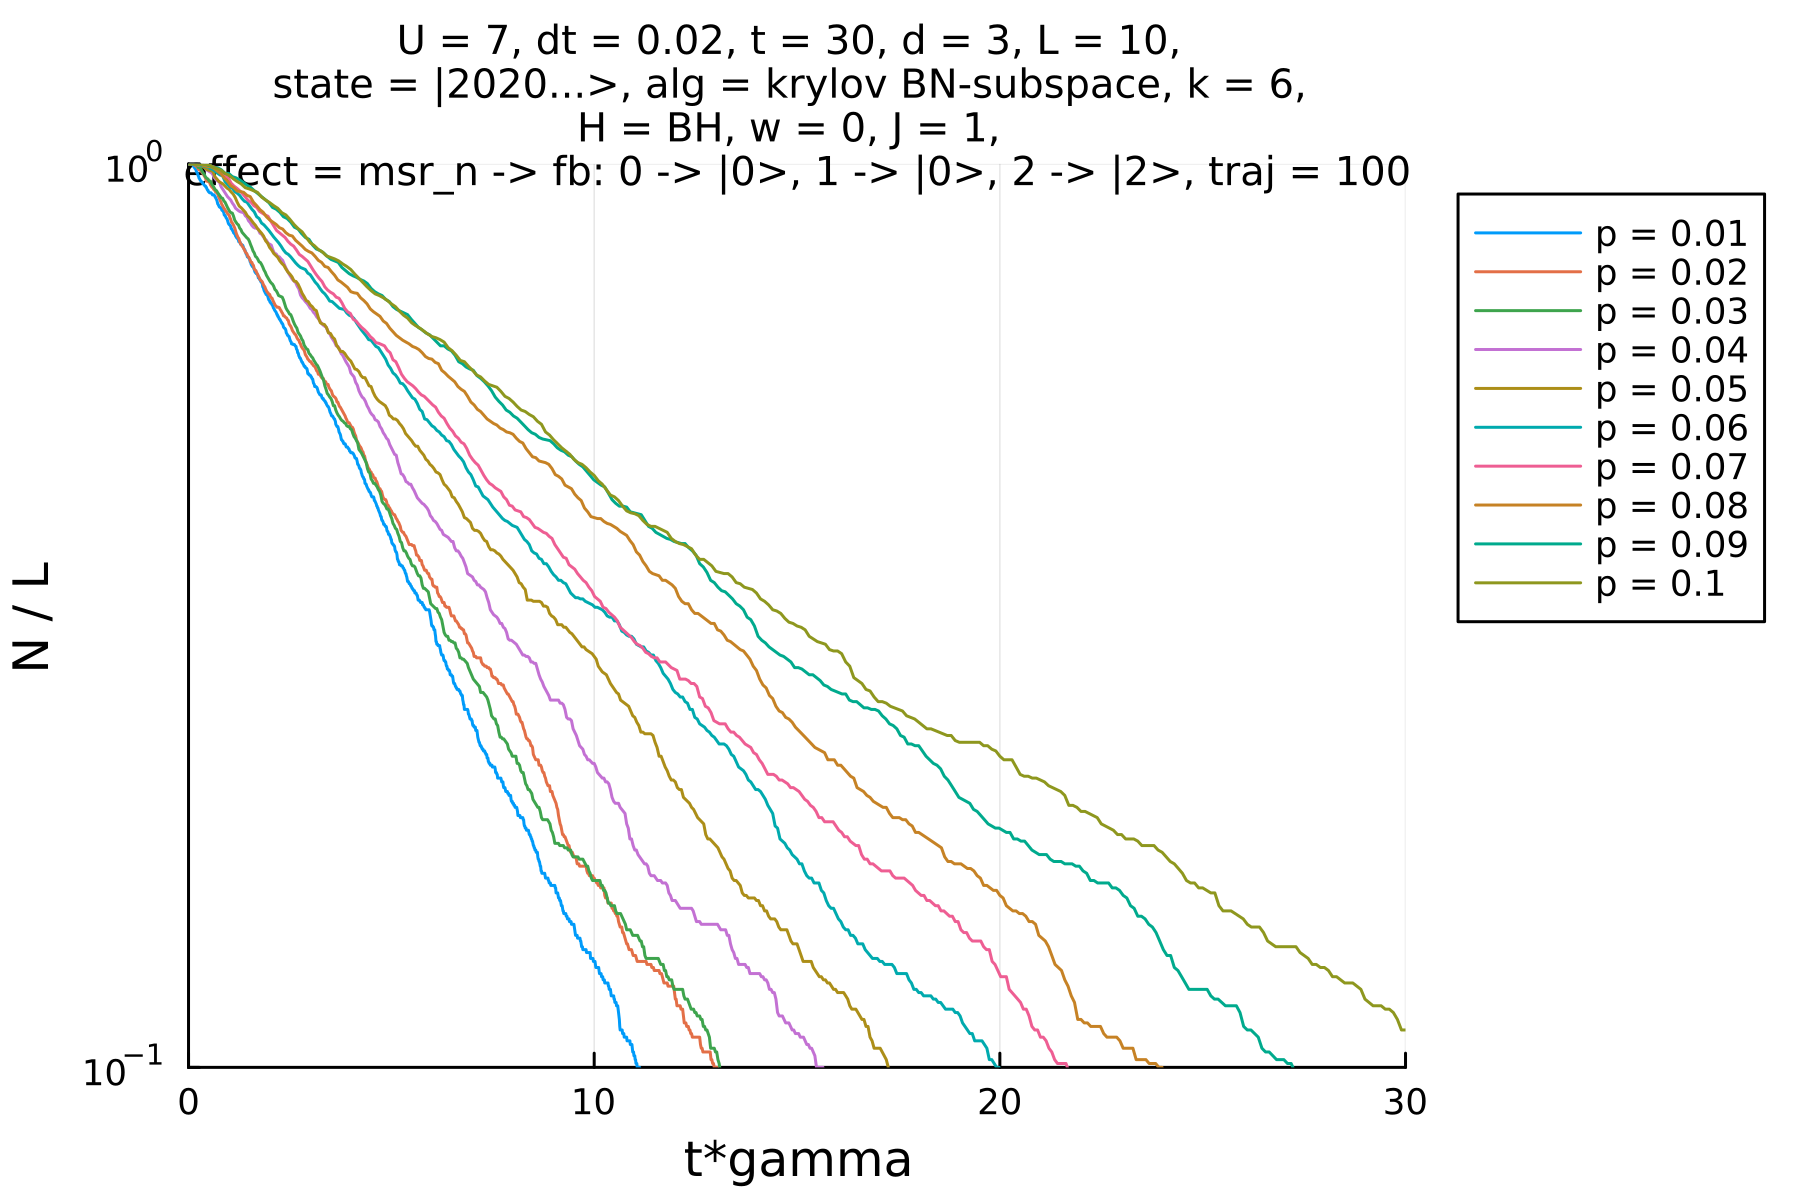 U = 7, dt = 0.02, t = 30, d = 3, L = 10,
state = |2020...>, alg = krylov BN-subspace, k = 6,
H = BH, w = 0, J = 1,
effect = msr_n -> fb: 0 -> |0>, 1 -> |0>, 2 -> |2>, traj = 100
10⁰
10⁻¹
N / L
0
10
20
30
t*gamma
p = 0.01
p = 0.02
p = 0.03
p = 0.04
p = 0.05
p = 0.06
p = 0.07
p = 0.08
p = 0.09
p = 0.1